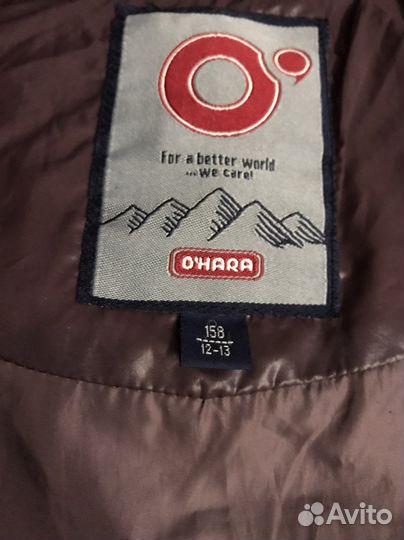 For a better world
...we care!
O'HARA
158
12-13
Avito